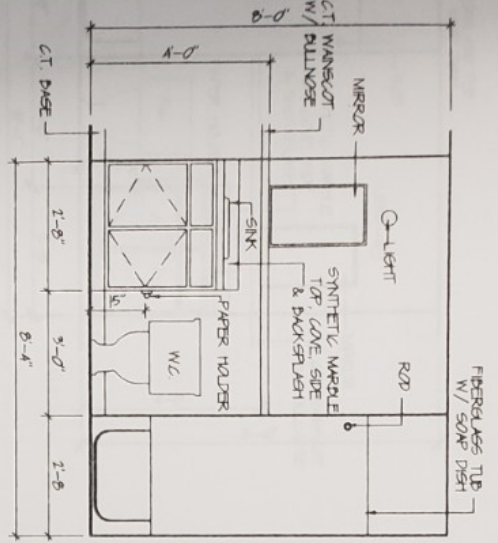 FIBERGLASS TUB
W/ SOAP DISH
ROD
LIGHT
MIRROR
SYNTHETIC MARBLE
TOP, COVE, SIDE
& BACKSPLASH
C.T. WAINSCOT
W/ BULLNOSE
8'-0"
4'-0"
SINK
PAPER HOLDER
W.C.
15"
C.T. BASE
2'-8"
3'-0"
2'-8
8'-4"